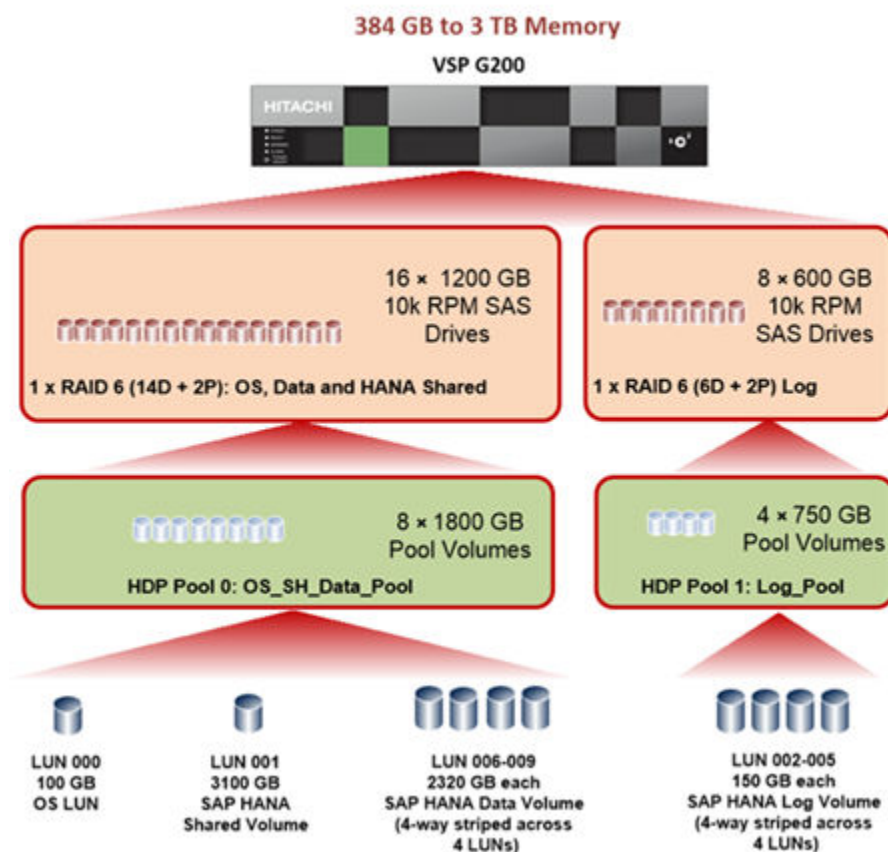 384 GB to 3 TB Memory
VSP G200
HITACHI
16 × 1200 GB
10k RPM SAS
Drives
1 x RAID 6 (14D + 2P): OS, Data and HANA Shared
8 × 600 GB
10k RPM
SAS Drives
1 x RAID 6 (6D + 2P) Log
8 × 1800 GB
Pool Volumes
HDP Pool 0: OS_SH_Data_Pool
4 × 750 GB
Pool Volumes
HDP Pool 1: Log_Pool
LUN 000
100 GB
OS LUN
LUN 001
3100 GB
SAP HANA
Shared Volume
LUN 006-009
2320 GB each
SAP HANA Data Volume
(4-way striped across
4 LUNs)
LUN 002-005
150 GB each
SAP HANA Log Volume
(4-way striped across
4 LUNs)